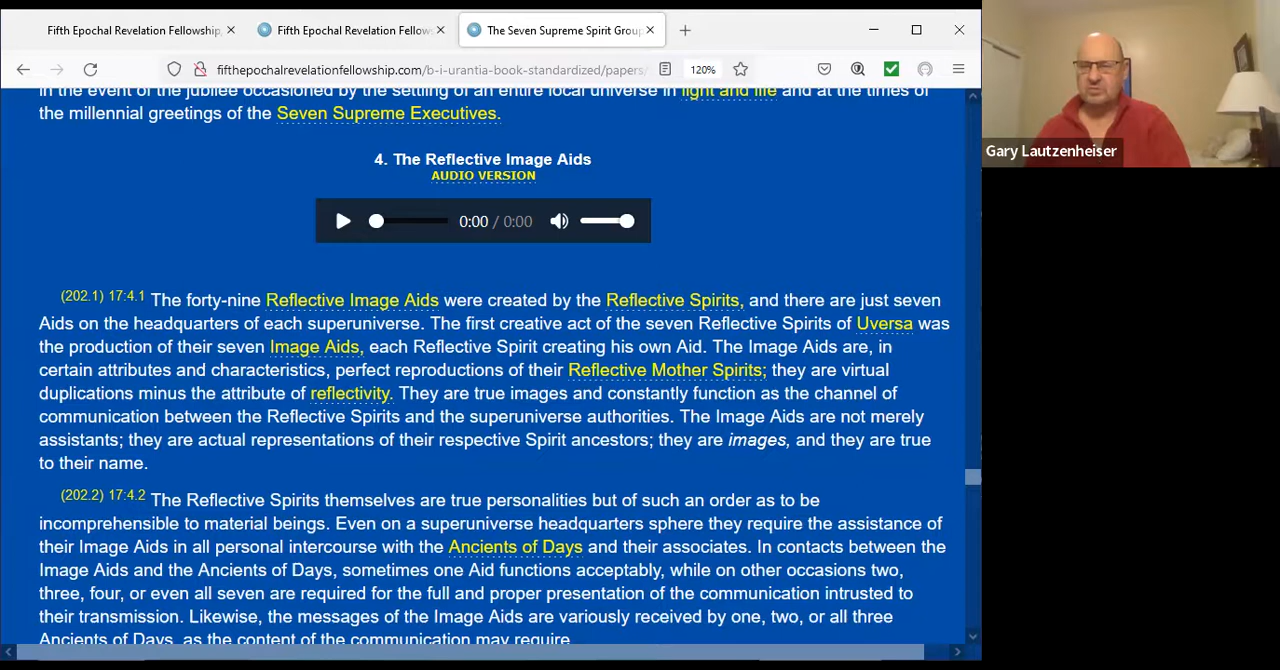 Fifth Epochal Revelation Fellowship,
Fifth Epochal Revelation Fellows
The Seven Supreme Spirit Group
fifthepochalrevelationfellowship.com/b-i-urantia-book-standardized/papers/
120%
in the event of the jubilee occasioned by the settling of an entire local universe in light and life and at the times of
the millennial greetings of the Seven Supreme Executives.
4. The Reflective Image Aids
AUDIO VERSION
0:00 / 0:00
(202.1) 17:4.1 The forty-nine Reflective Image Aids were created by the Reflective Spirits, and there are just seven
Aids on the headquarters of each superuniverse. The first creative act of the seven Reflective Spirits of Uversa was
the production of their seven Image Aids, each Reflective Spirit creating his own Aid. The Image Aids are, in
certain attributes and characteristics, perfect reproductions of their Reflective Mother Spirits; they are virtual
duplications minus the attribute of reflectivity. They are true images and constantly function as the channel of
communication between the Reflective Spirits and the superuniverse authorities. The Image Aids are not merely
assistants; they are actual representations of their respective Spirit ancestors; they are images, and they are true
to their name.
(202.2) 17:4.2 The Reflective Spirits themselves are true personalities but of such an order as to be
incomprehensible to material beings. Even on a superuniverse headquarters sphere they require the assistance of
their Image Aids in all personal intercourse with the Ancients of Days and their associates. In contacts between the
Image Aids and the Ancients of Days, sometimes one Aid functions acceptably, while on other occasions two,
three, four, or even all seven are required for the full and proper presentation of the communication intrusted to
their transmission. Likewise, the messages of the Image Aids are variously received by one, two, or all three
Ancients of Days, as the content of the communication may require.
Gary Lautzenheiser